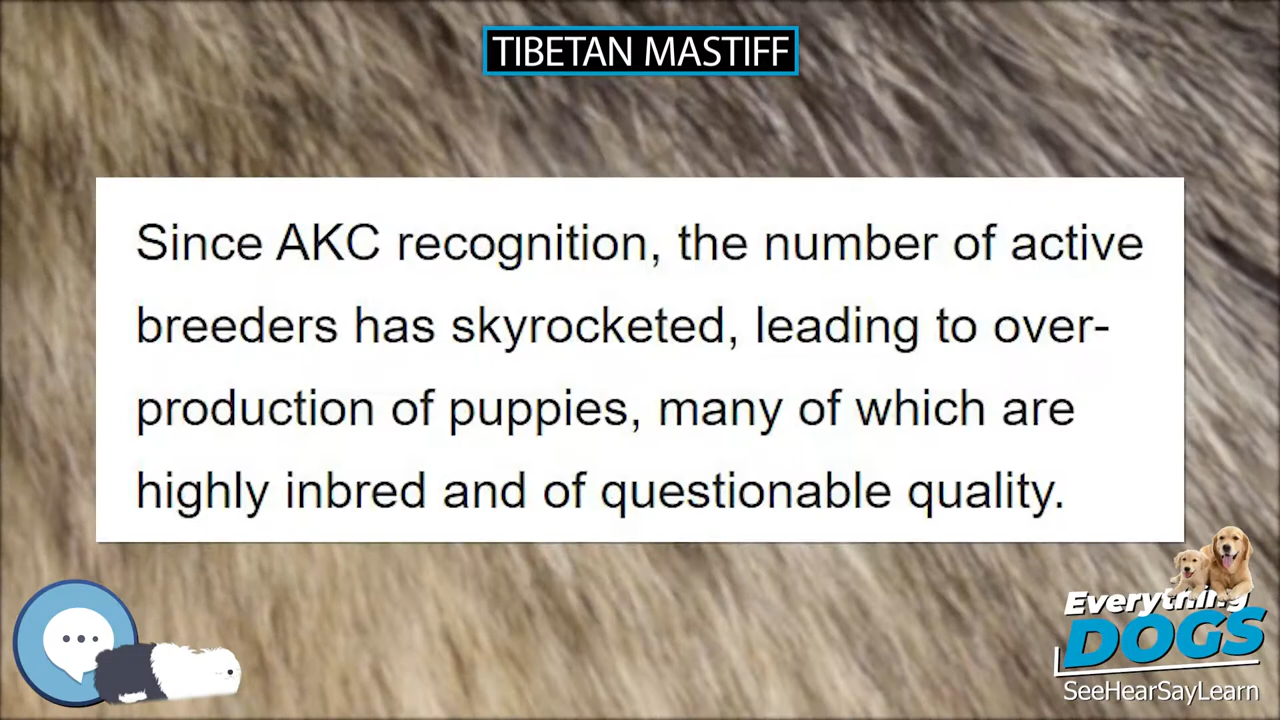 TIBETAN MASTIFF
Since AKC recognition, the number of active
breeders has skyrocketed, leading to over-
production of puppies, many of which are
highly inbred and of questionable quality.
Everything
DOGS
SeeHearSayLearn